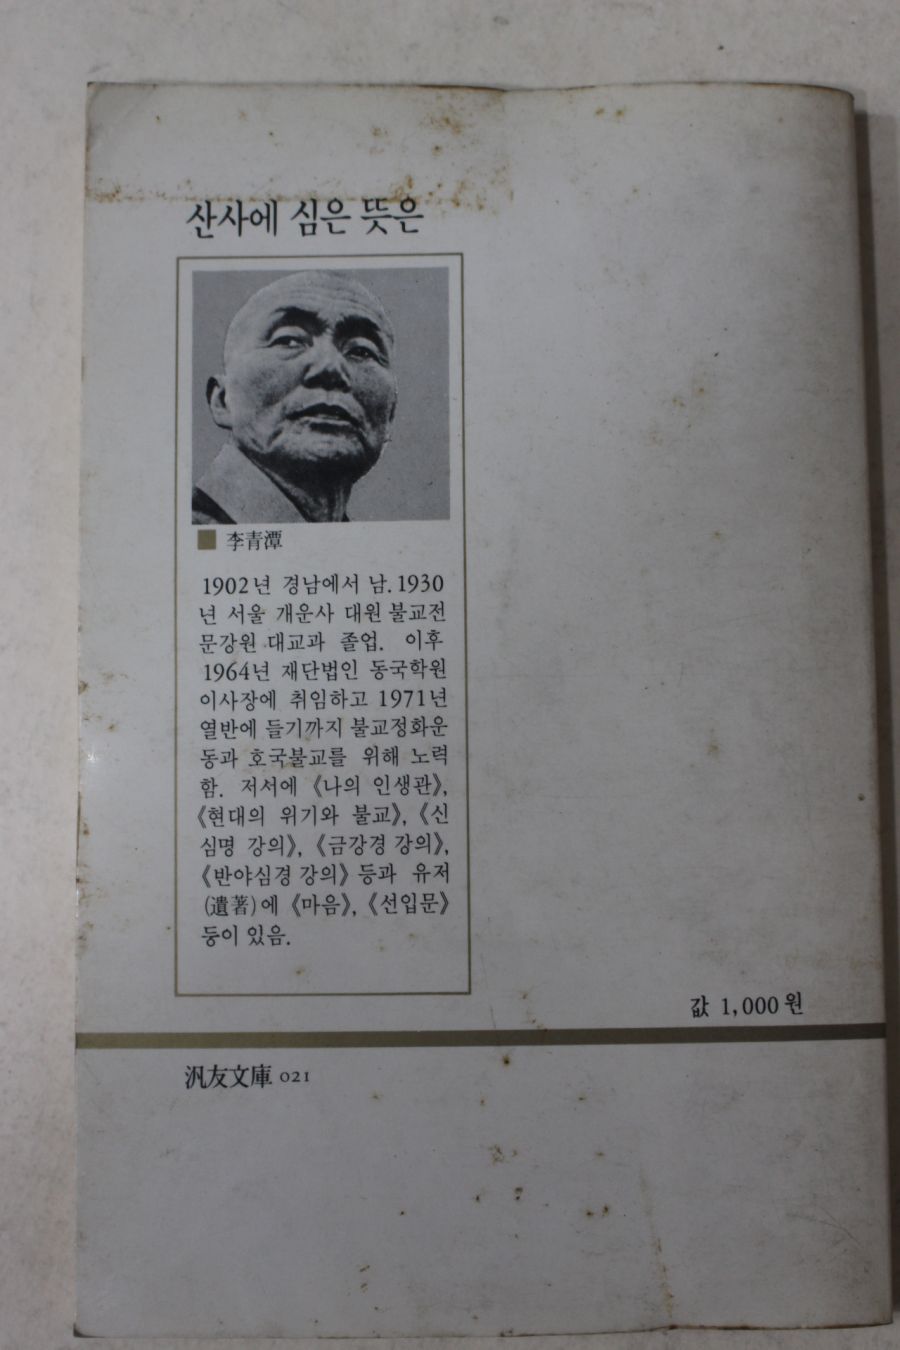 산사에 심은 뜻은
李青潭
1902년 경남에서 남. 1930
년 서울 개운사 대원 불교전
문강원 대교과 졸업. 이후
1964년 재단법인 동국학원
이사장에 취임하고 1971년
열반에 들기까지 불교정화운
동과 호국불교를 위해 노력
함. 저서에 《나의 인생관》,
《현대의 위기와 불교》, 《신
심명 강의》, 《금강경 강의》,
《반야심경 강의》 등과 유저
(遺著)에 《마음》, 《선입문》
등이 있음.
값 1,000원
汎友文庫 021